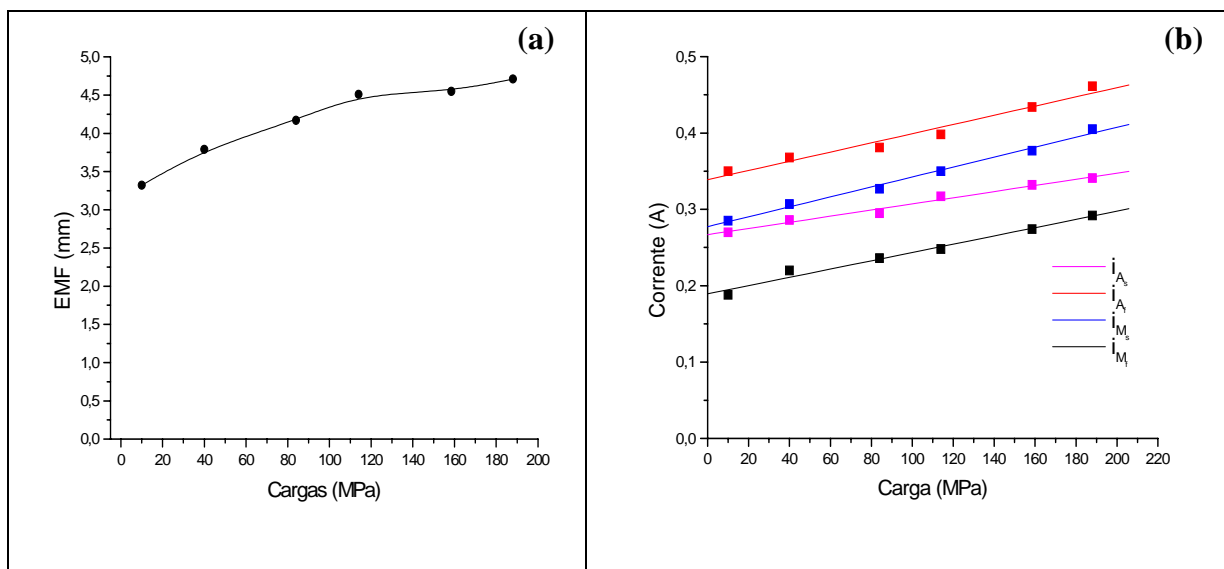 (a)
5,0
4,5
4,0
3,5
3,0
2,5
2,0
1,5
1,0
0,5
0,0
EMF (mm)
0 20 40 60 80 100 120 140 160 180 200
Cargas (MPa)
(b)
0,5
0,4
0,3
0,2
0,1
0,0
Corrente (A)
i_As
i_Af
i_Ms
i_Mf
0 20 40 60 80 100 120 140 160 180 200 220
Carga (MPa)